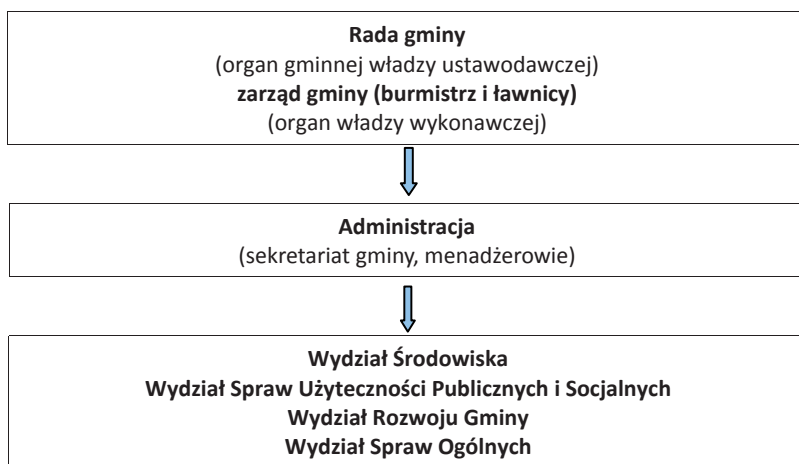 Rada gminy
(organ gminnej władzy ustawodawczej)
zarząd gminy (burmistrz i ławnicy)
(organ władzy wykonawczej)
Administracja
(sekretariat gminy, menadżerowie)
Wydział Środowiska
Wydział Spraw Użyteczności Publicznych i Socjalnych
Wydział Rozwoju Gminy
Wydział Spraw Ogólnych